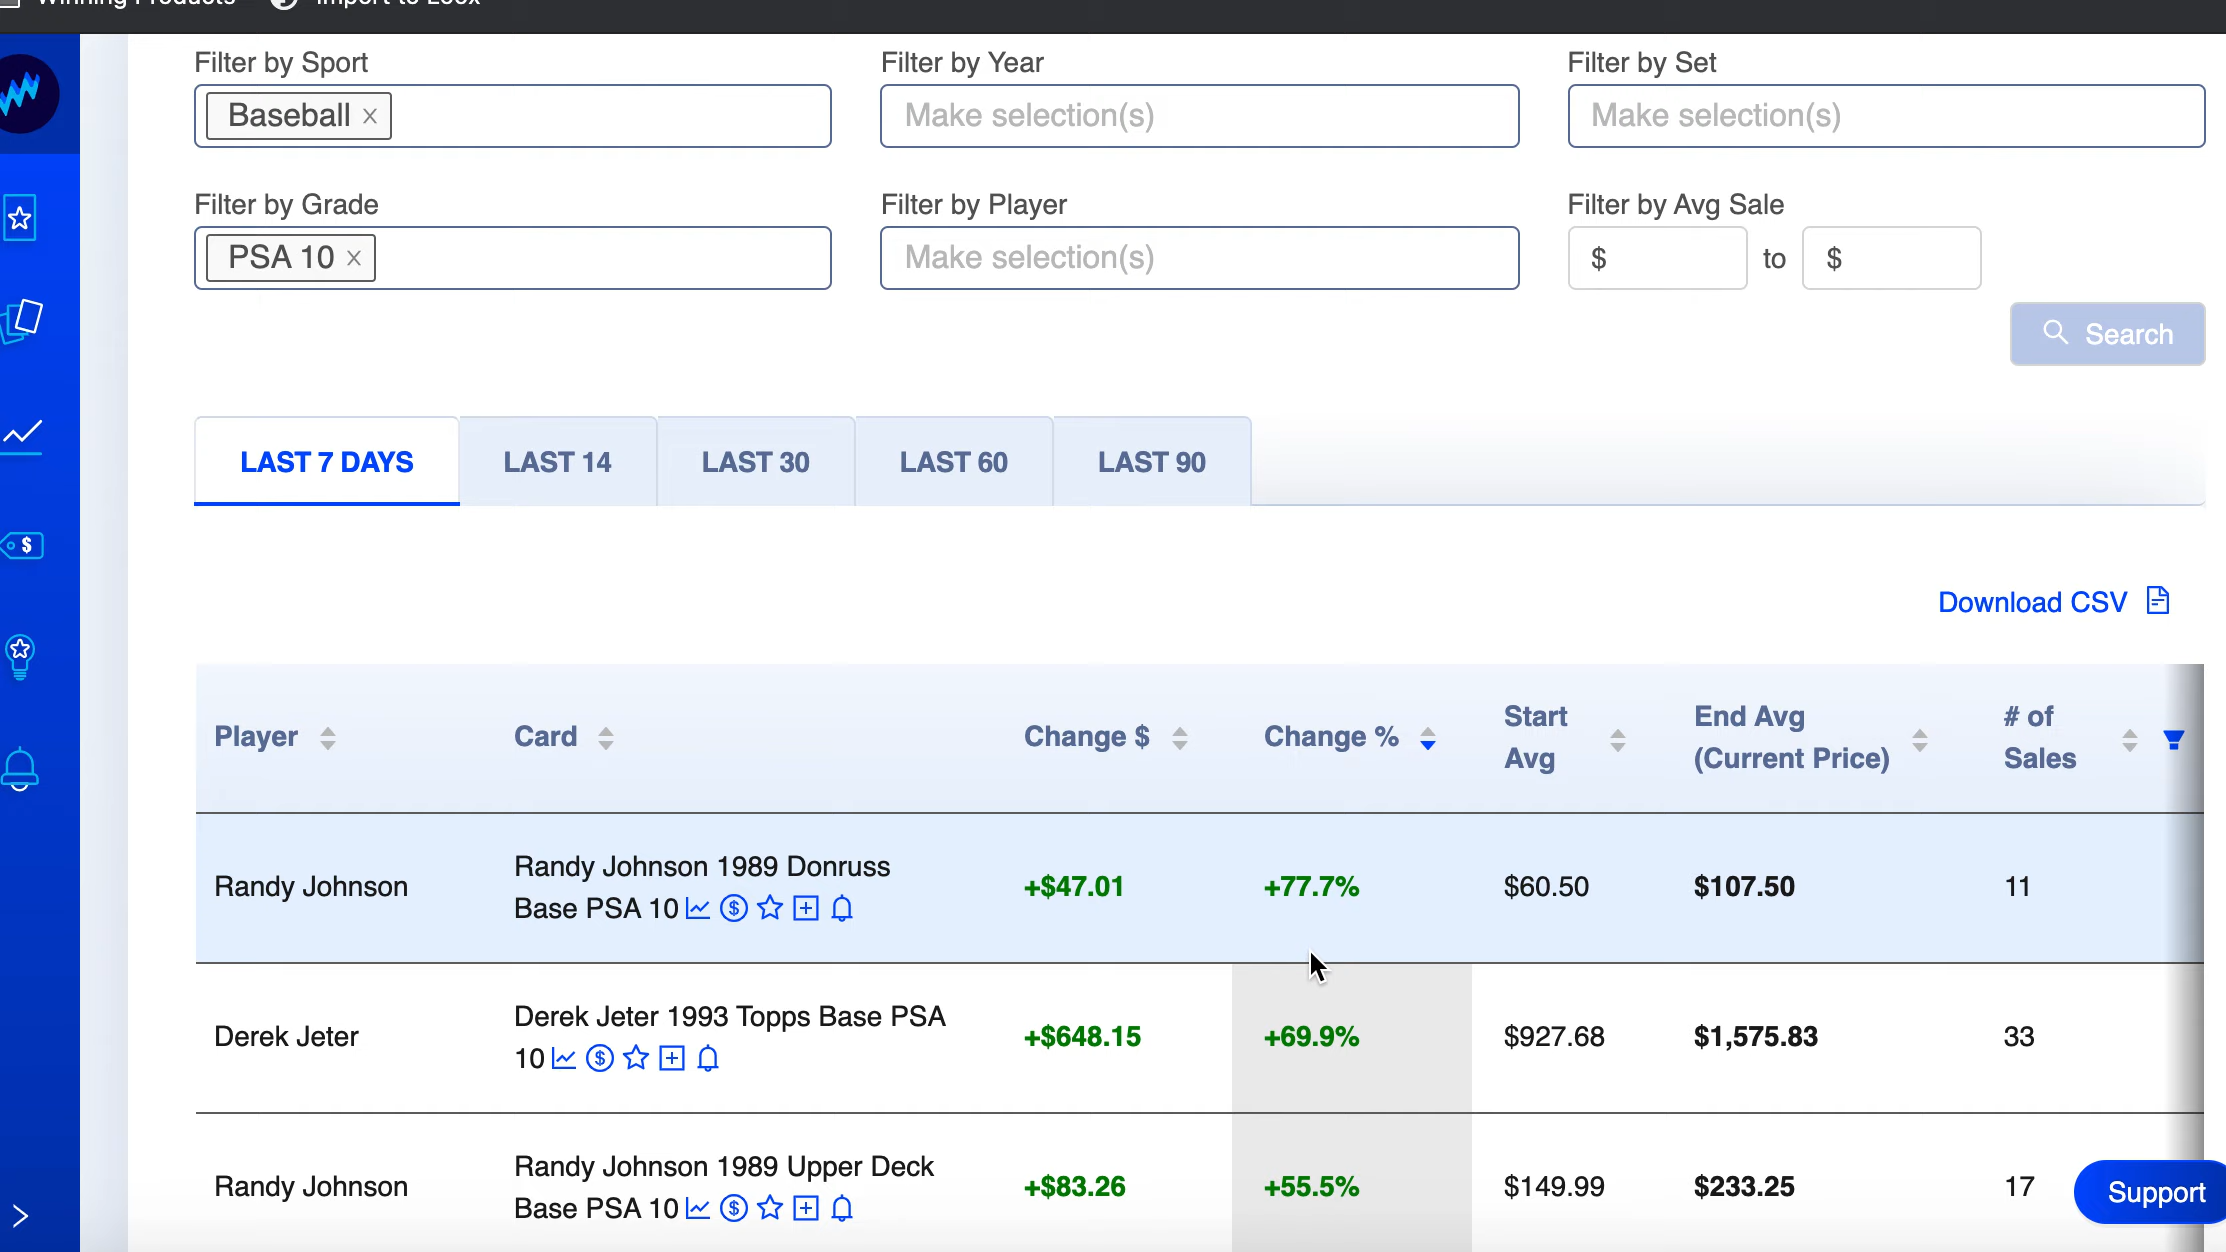 Winning Products Import to Loox
Filter by Sport Filter by Year Filter by Set
Baseball × Make selection(s) Make selection(s)
Filter by Grade Filter by Player Filter by Avg Sale
PSA 10 × Make selection(s) $ to $
Search
LAST 7 DAYS LAST 14 LAST 30 LAST 60 LAST 90
Download CSV
Player Card Change $ Change % Start Avg End Avg (Current Price) # of Sales
Randy Johnson Randy Johnson 1989 Donruss Base PSA 10 +$47.01 +77.7% $60.50 $107.50 11
Derek Jeter Derek Jeter 1993 Topps Base PSA 10 +$648.15 +69.9% $927.68 $1,575.83 33
Randy Johnson Randy Johnson 1989 Upper Deck Base PSA 10 +$83.26 +55.5% $149.99 $233.25 17
Support